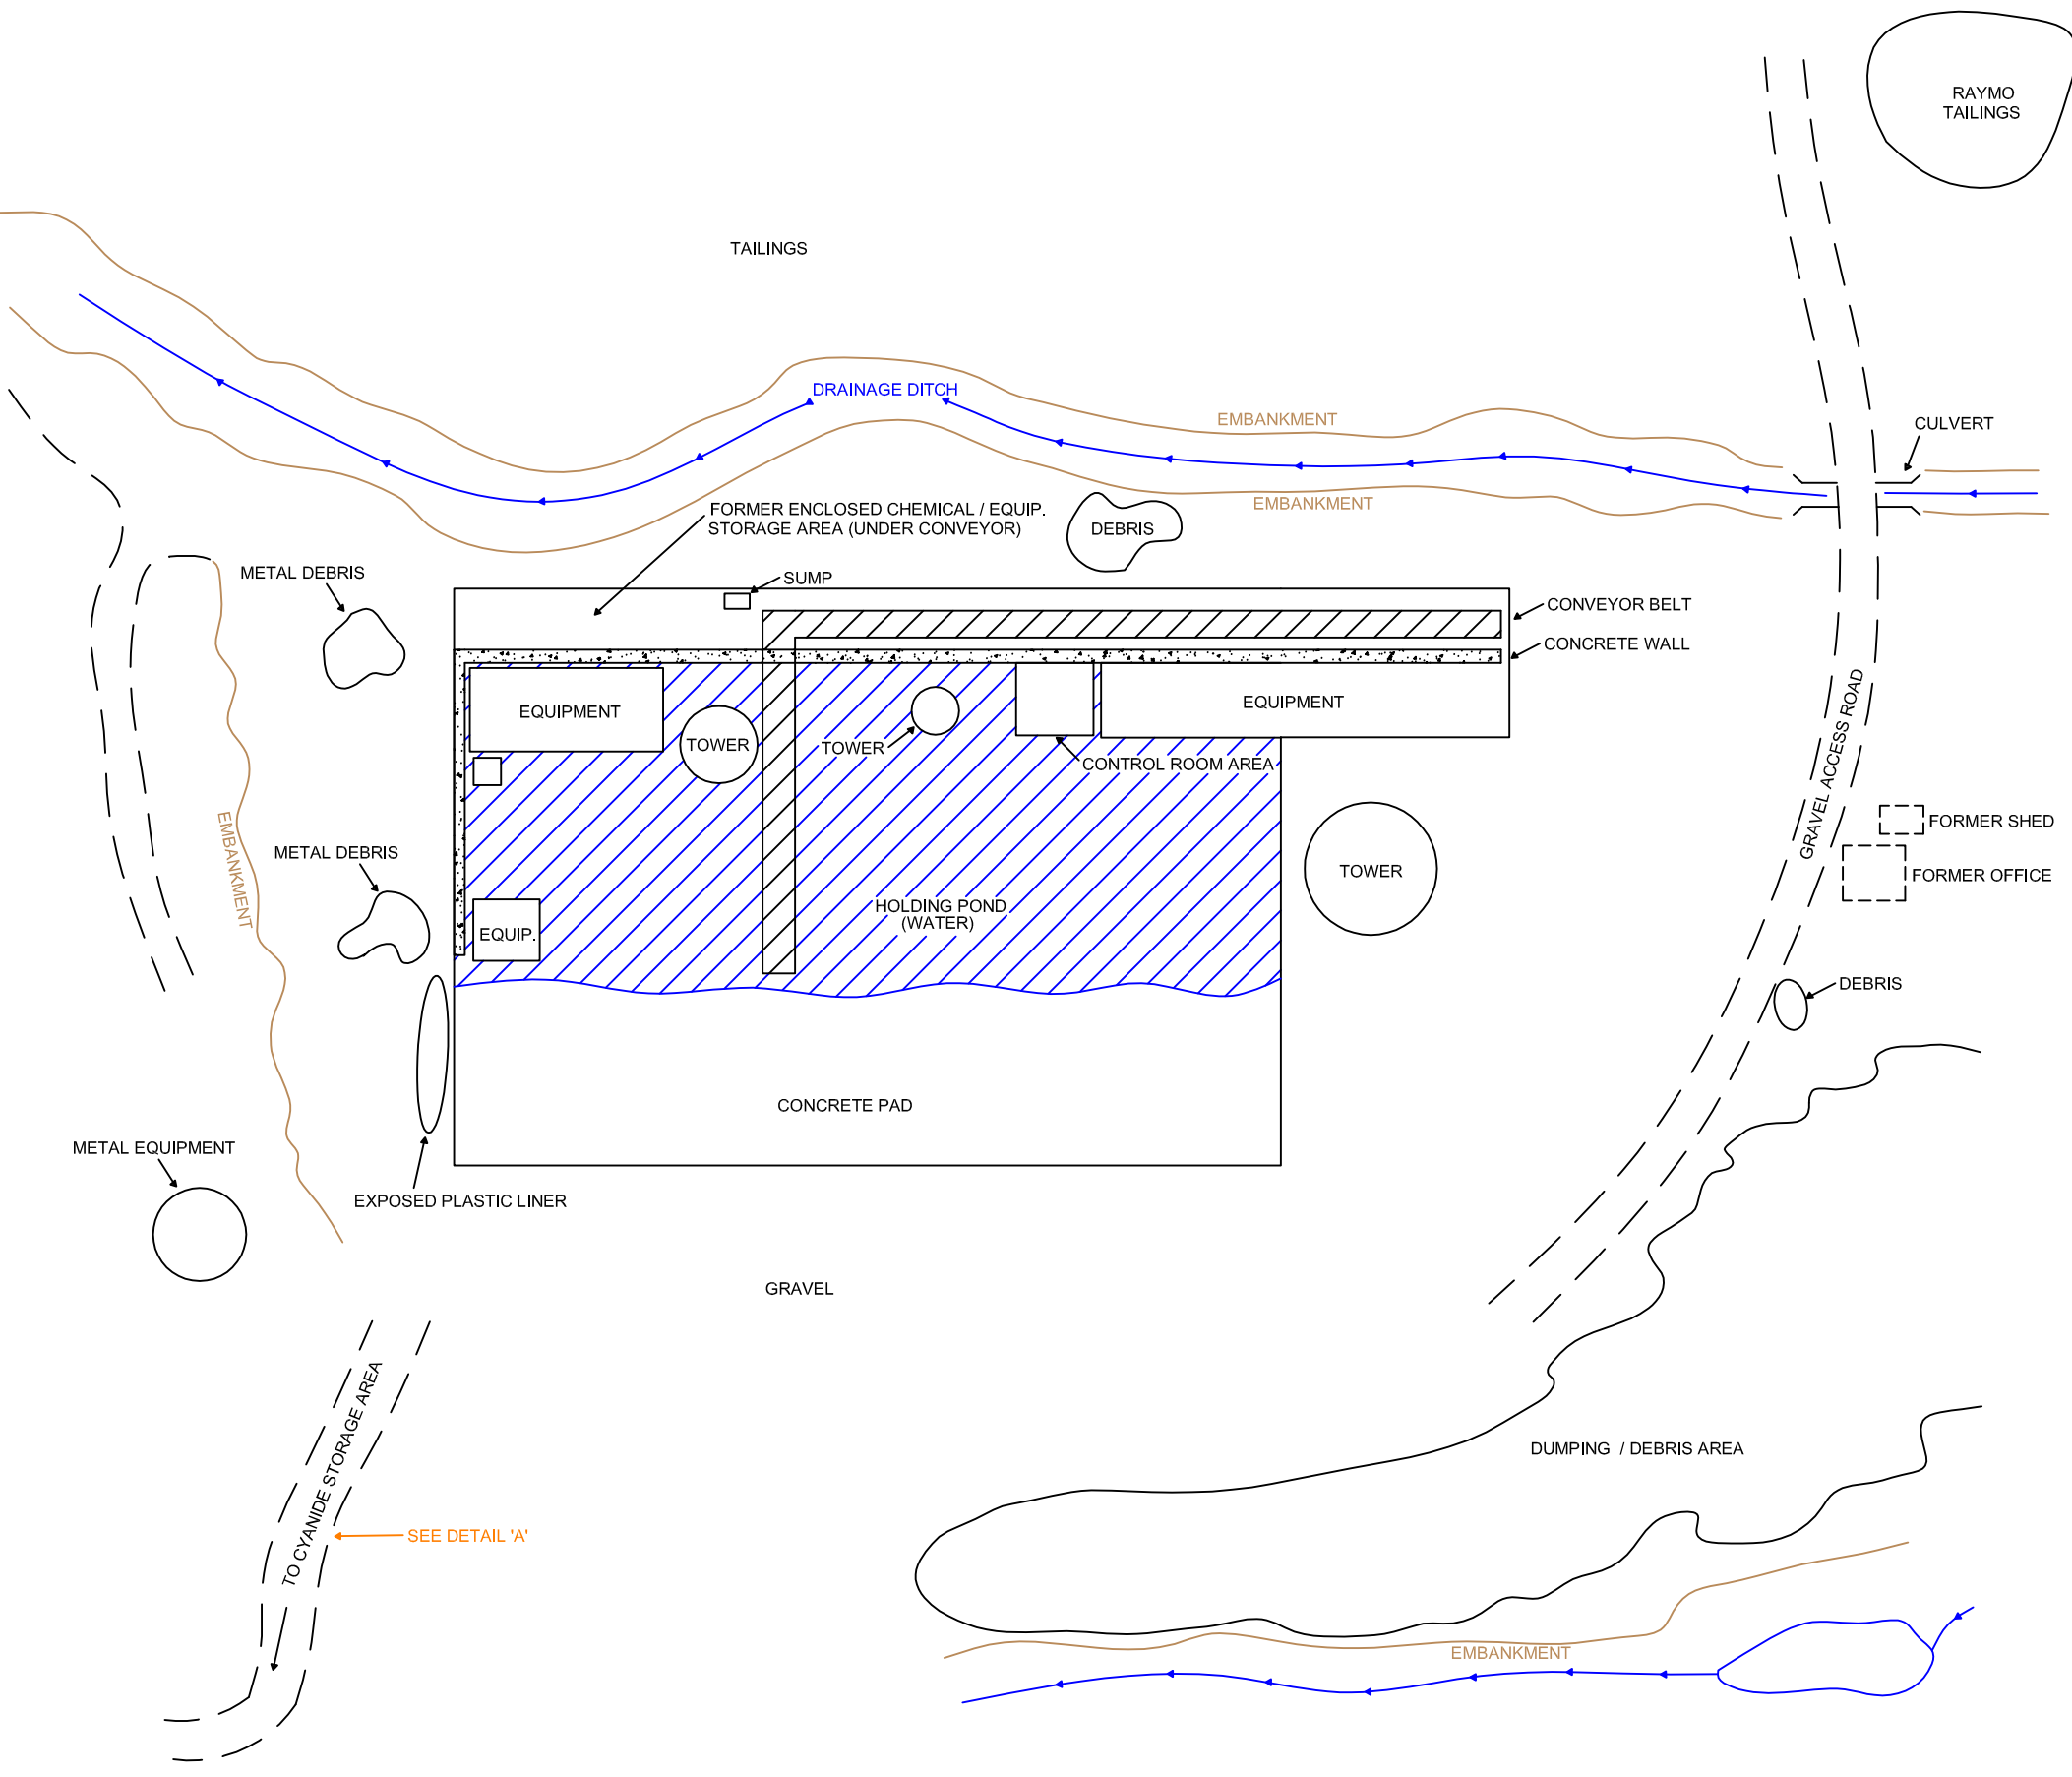 RAYMO
TAILINGS
TAILINGS
DRAINAGE DITCH
EMBANKMENT
CULVERT
EMBANKMENT
FORMER ENCLOSED CHEMICAL / EQUIP.
STORAGE AREA (UNDER CONVEYOR)
DEBRIS
METAL DEBRIS
SUMP
CONVEYOR BELT
CONCRETE WALL
EQUIPMENT
EQUIPMENT
TOWER
TOWER
CONTROL ROOM AREA
GRAVEL ACCESS ROAD
FORMER SHED
EMBANKMENT
METAL DEBRIS
TOWER
FORMER OFFICE
HOLDING POND
(WATER)
EQUIP.
DEBRIS
CONCRETE PAD
METAL EQUIPMENT
EXPOSED PLASTIC LINER
GRAVEL
TO CYANIDE STORAGE AREA
DUMPING / DEBRIS AREA
SEE DETAIL 'A'
EMBANKMENT